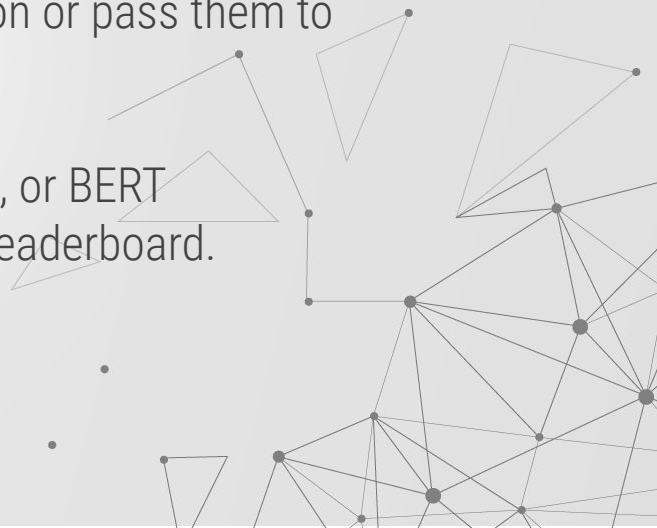 on or pass them to
, or BERT
eaderboard.